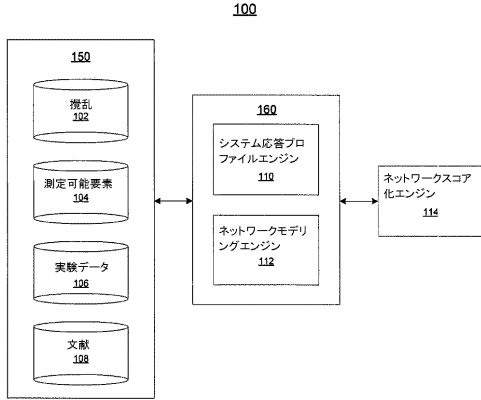 100
150
攪乱
102
測定可能要素
104
実験データ
106
文献
108
160
システム応答プロ
ファイルエンジン
110
ネットワークモデリ
ングエンジン
112
ネットワークスコア
化エンジン
114